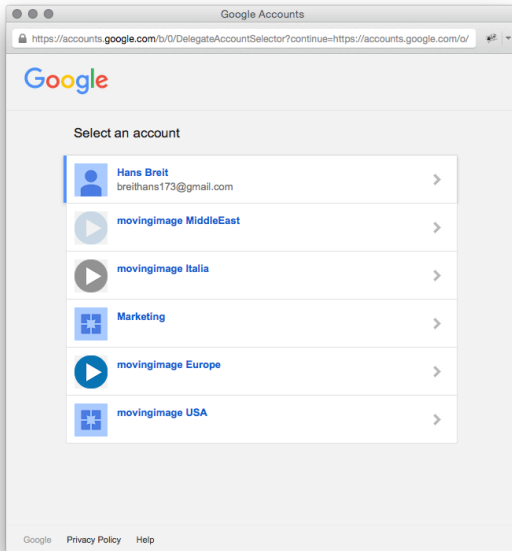 Google Accounts
https://accounts.google.com/b/0/DelegateAccountSelector?continue=https://accounts.google.com/o/
Google
Select an account
Hans Breit
breithans173@gmail.com
movingimage MiddleEast
movingimage Italia
Marketing
movingimage Europe
movingimage USA
Google Privacy Policy Help